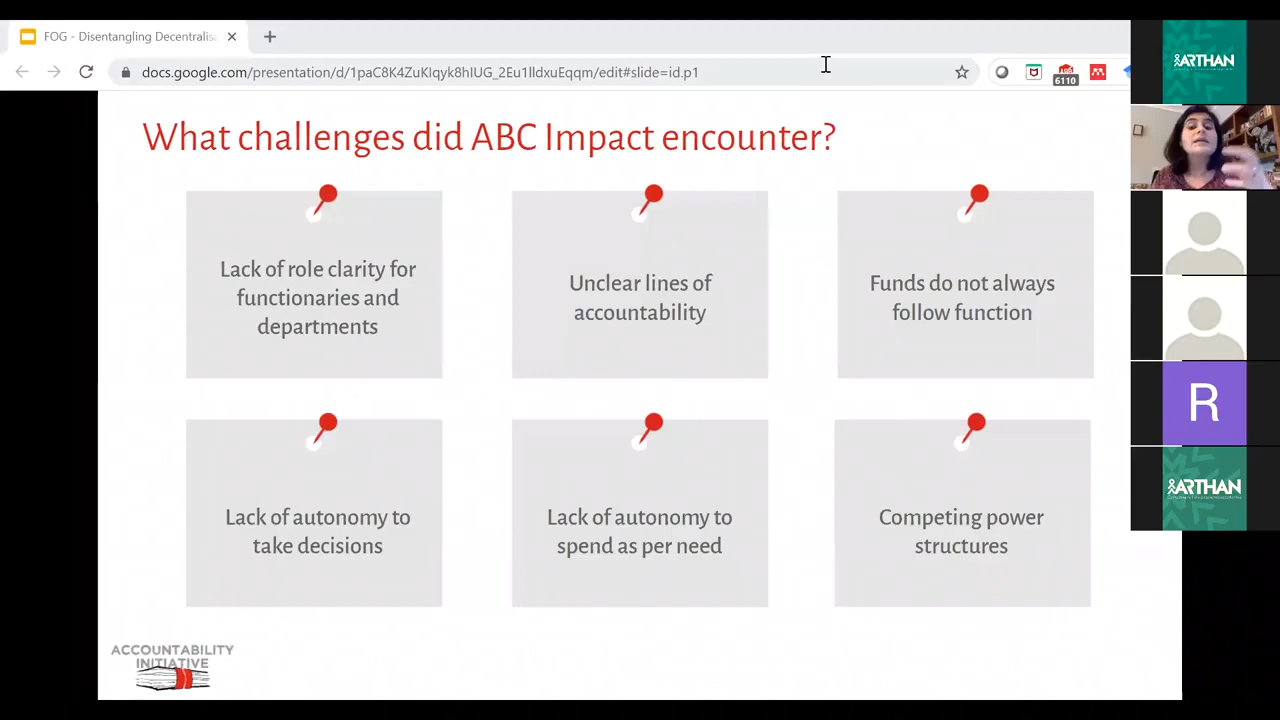 FOG - Disentangling Decentralis
docs.google.com/presentation/d/1pcC8KZZuKIqyk8hIUG_2Eu1lldxuEqqm/edit#slide=id.p1
6110
ARTHAN
What challenges did ABC Impact encounter?
Lack of role clarity for
functionaries and
departments
Unclear lines of
accountability
Funds do not always
follow function
Lack of autonomy to
take decisions
Lack of autonomy to
spend as per need
Competing power
structures
R
ARTHAN
ACCOUNTABILITY
INITIATIVE